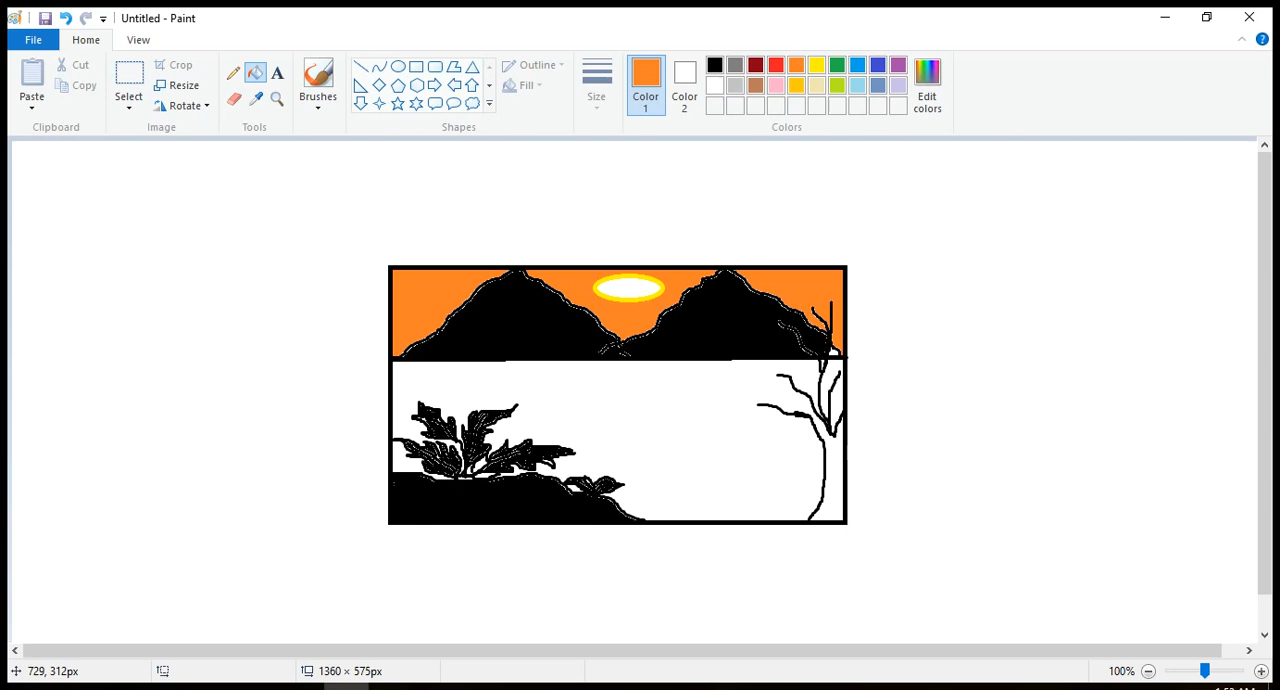 Untitled - Paint
File Home View
Paste Cut Copy Clipboard
Select Crop Resize Rotate Image
A Tools
Brushes
Outline Fill Shapes
Size
Color 1 Color 2 Edit colors Colors
729, 312px 1360 × 575px 100%